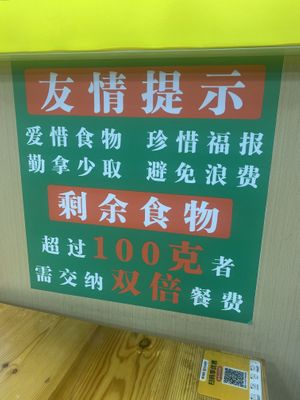 友情提示
爱惜食物 珍惜福报
勤拿少取 避免浪费
剩余食物
超过100克者
需交纳双倍餐费